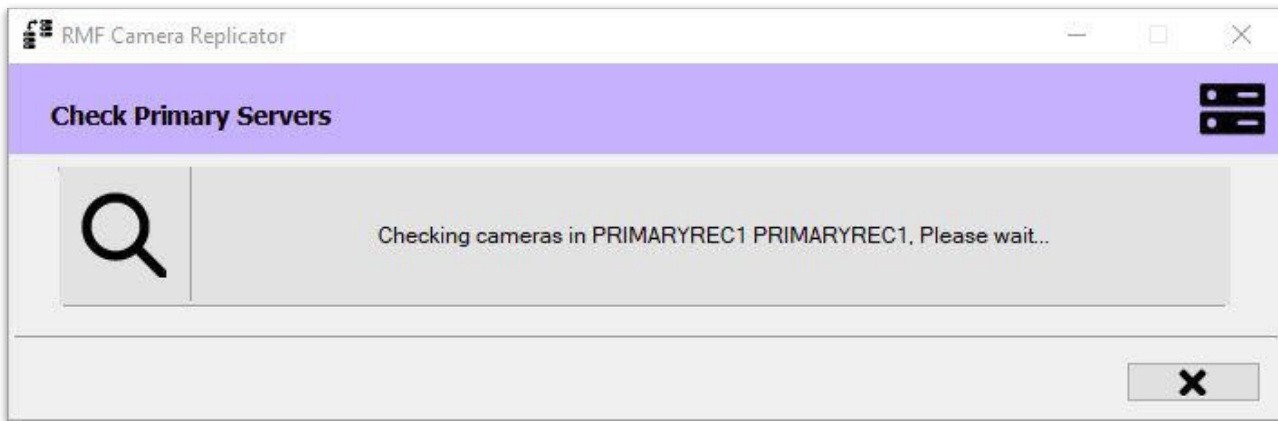 RMF Camera Replicator
Check Primary Servers
Checking cameras in PRIMARYREC1 PRIMARYREC1, Please wait...